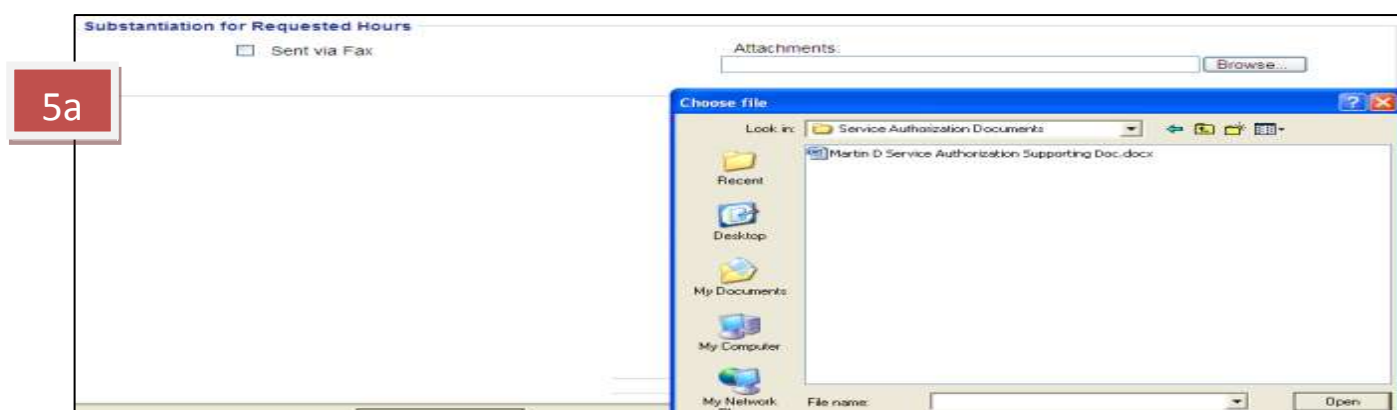 Substantiation for Requested Hours
Sent via Fax
Attachments:
Browse...
5a
Choose file
Look in: Service Authorization Documents
Martin D Service Authorization Supporting Doc.docx
Recent
Desktop
My Documents
My Computer
My Network
File name:
Open